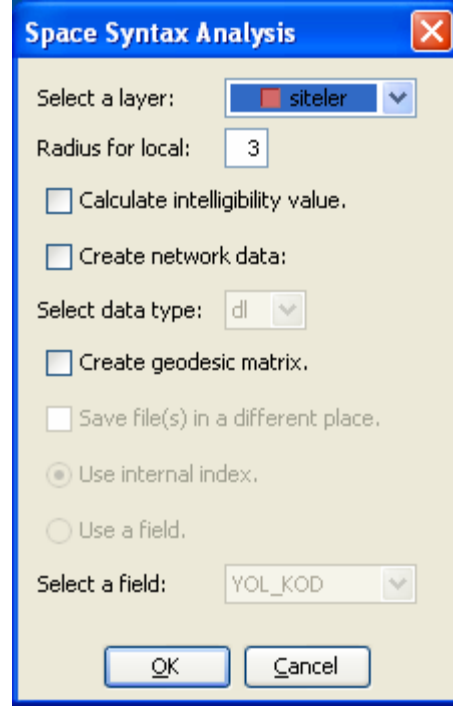 Space Syntax Analysis
Select a layer: siteler
Radius for local: 3
Calculate intelligibility value.
Create network data:
Select data type: dl
Create geodesic matrix.
Save file(s) in a different place.
Use internal index.
Use a field.
Select a field: YOL_KOD
OK Cancel